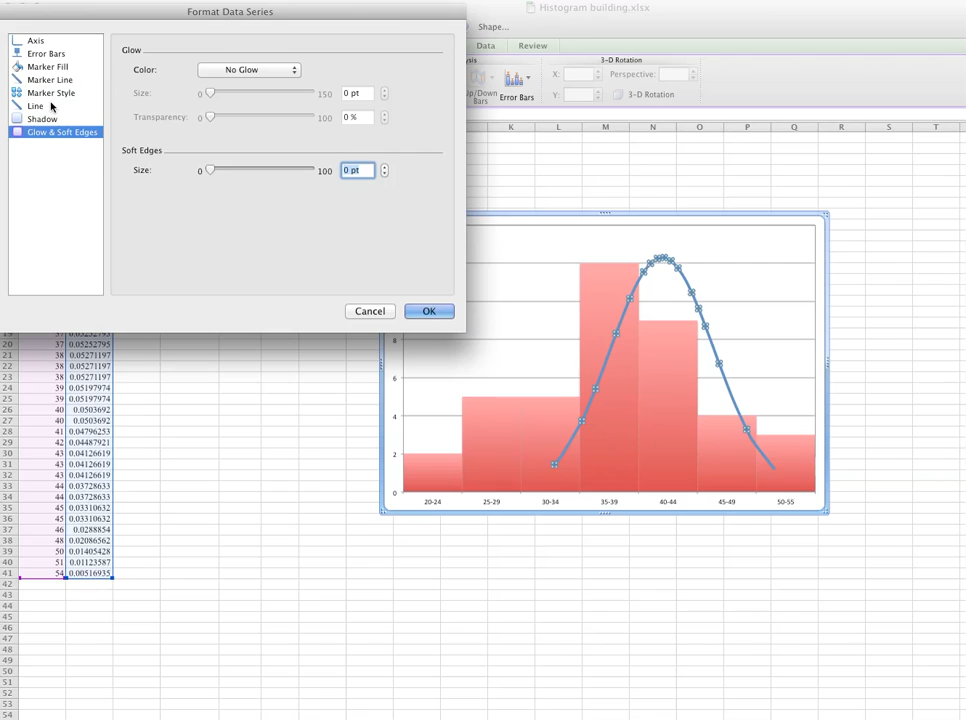 Format Data Series
Histogram building.xlsx
Shape...
Data Review
Axis
Error Bars
Marker Fill
Marker Line
Marker Style
Line
Shadow
Glow & Soft Edges
Glow
Color: No Glow
Size: 0 150 0 pt
Transparency: 0 100 0 %
Soft Edges
Size: 0 100 0 pt
Cancel OK
ysis 3-D Rotation
X: Perspective:
Up/Down
Bars
Error Bars
Y: 3-D Rotation
K L M N O P Q R S T
8
6
4
2
0
20-24 25-29 30-34 35-39 40-44 45-49 50-55
19 37 0.05252795
20 37 0.05252795
21 38 0.05271197
22 38 0.05271197
23 38 0.05271197
24 39 0.05197974
25 39 0.05197974
26 40 0.0503692
27 40 0.0503692
28 41 0.04796253
29 42 0.04487921
30 43 0.04126619
31 43 0.04126619
32 43 0.04126619
33 44 0.03728633
34 44 0.03728633
35 45 0.03310632
36 45 0.03310632
37 46 0.0288854
38 48 0.02086562
39 50 0.01405428
40 51 0.01123587
41 54 0.00516935
42
43
44
45
46
47
48
49
50
51
52
53
54